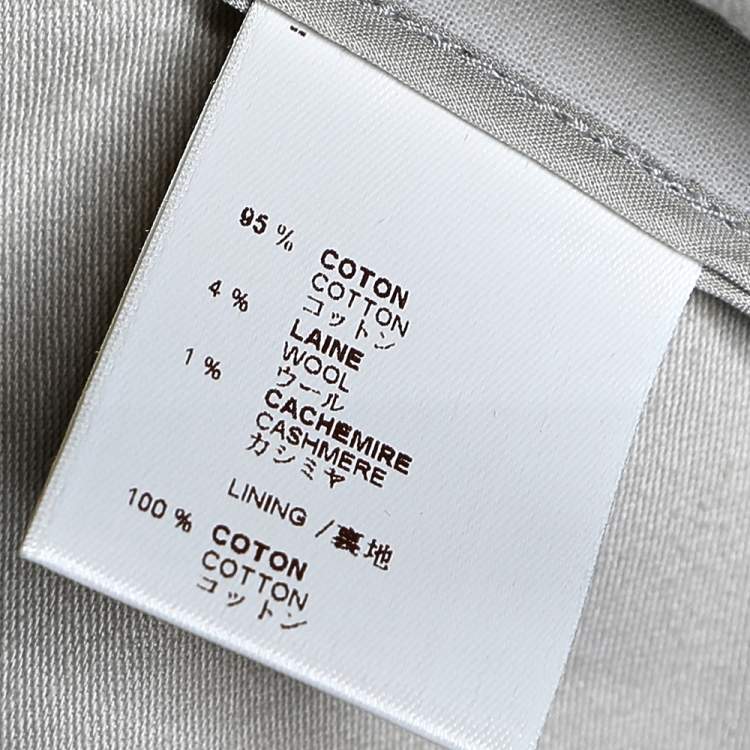 95 % COTON
COTTON
コットン
4 % LAINE
WOOL
ウール
1 % CACHEMIRE
CASHMERE
カシミヤ
LINING / 裏地
100 % COTON
COTTON
コットン